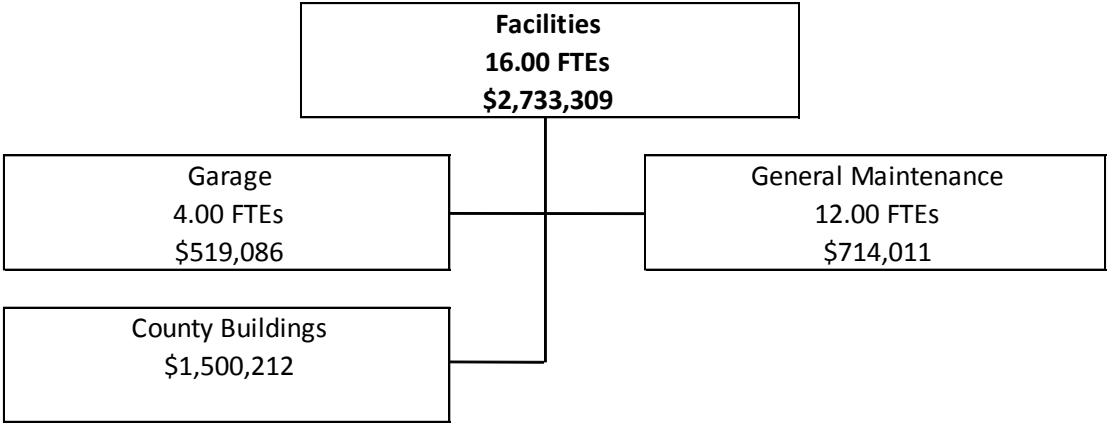 Facilities
16.00 FTEs
$2,733,309
Garage
4.00 FTEs
$519,086
General Maintenance
12.00 FTEs
$714,011
County Buildings
$1,500,212